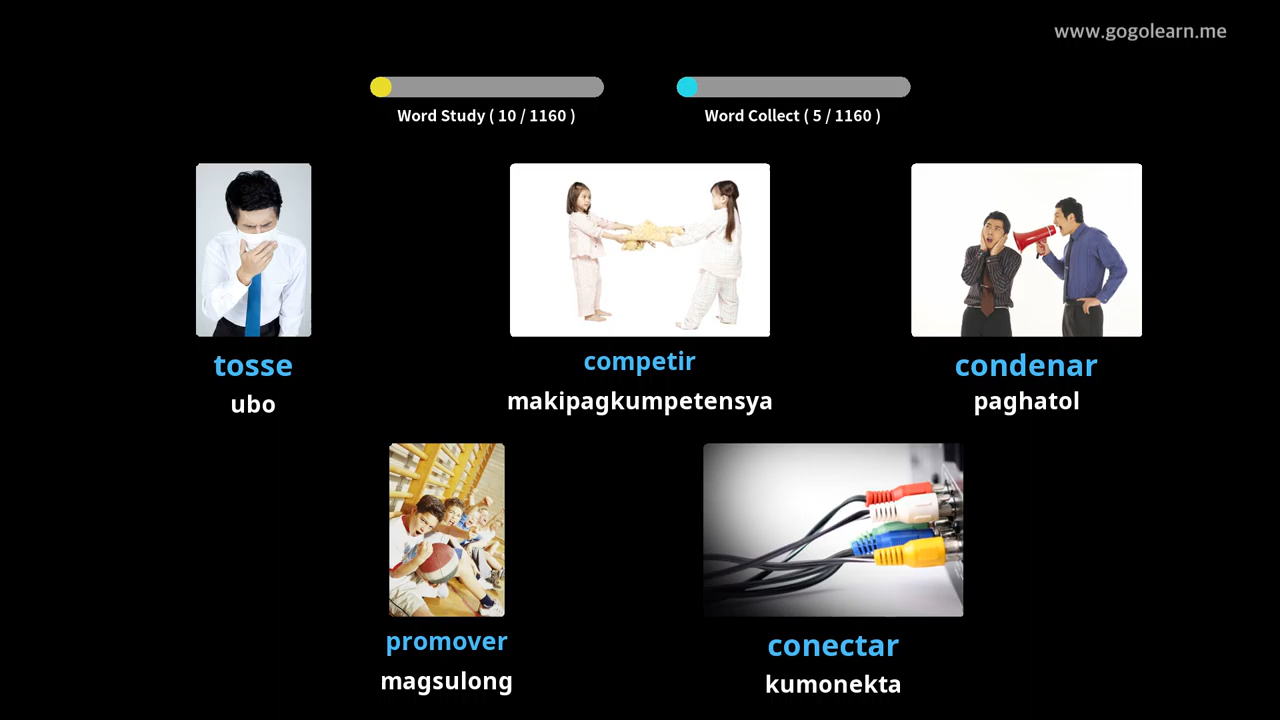 www.gogolearn.me
Word Study ( 10 / 1160 )
Word Collect ( 5 / 1160 )
tosse
ubo
competir
makipagkumpetensya
condenar
paghatol
promover
magsulong
conectar
kumonekta